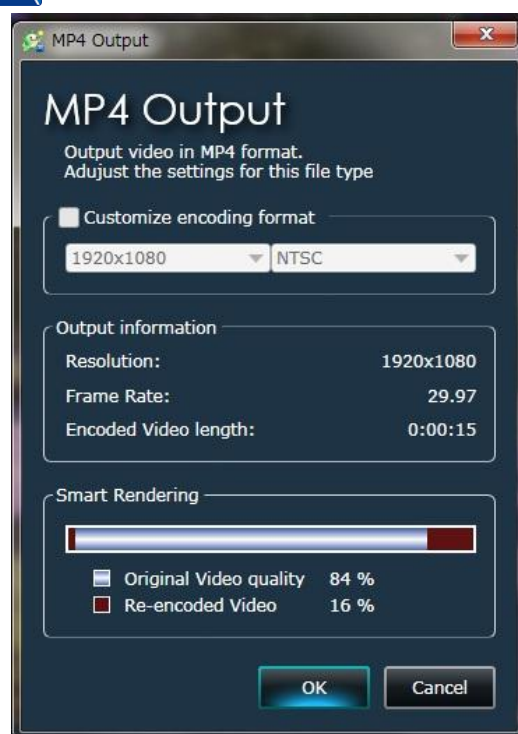 MP4 Output
MP4 Output
Output video in MP4 format.
Adujust the settings for this file type
Customize encoding format
1920x1080 NTSC
Output information
Resolution: 1920x1080
Frame Rate: 29.97
Encoded Video length: 0:00:15
Smart Rendering
Original Video quality 84 %
Re-encoded Video 16 %
OK Cancel